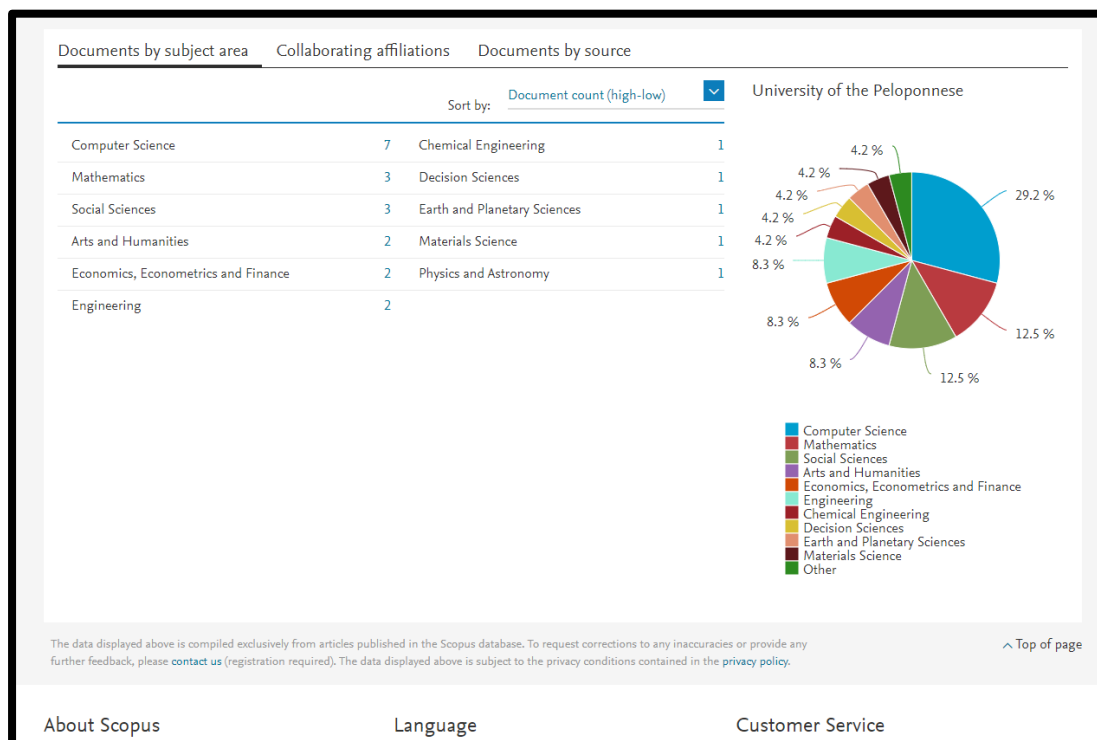 Documents by subject area Collaborating affiliations Documents by source
Sort by: Document count (high-low)
Computer Science 7 Chemical Engineering 1
Mathematics 3 Decision Sciences 1
Social Sciences 3 Earth and Planetary Sciences 1
Arts and Humanities 2 Materials Science 1
Economics, Econometrics and Finance 2 Physics and Astronomy 1
Engineering 2
University of the Peloponnese
4.2 %
4.2 %
4.2 %
4.2 %
4.2 %
8.3 %
8.3 %
8.3 %
29.2 %
12.5 %
12.5 %
Computer Science
Mathematics
Social Sciences
Arts and Humanities
Economics, Econometrics and Finance
Engineering
Chemical Engineering
Decision Sciences
Earth and Planetary Sciences
Materials Science
Other
The data displayed above is compiled exclusively from articles published in the Scopus database. To request corrections to any inaccuracies or provide any
further feedback, please contact us (registration required). The data displayed above is subject to the privacy conditions contained in the privacy policy.
Top of page
About Scopus Language Customer Service